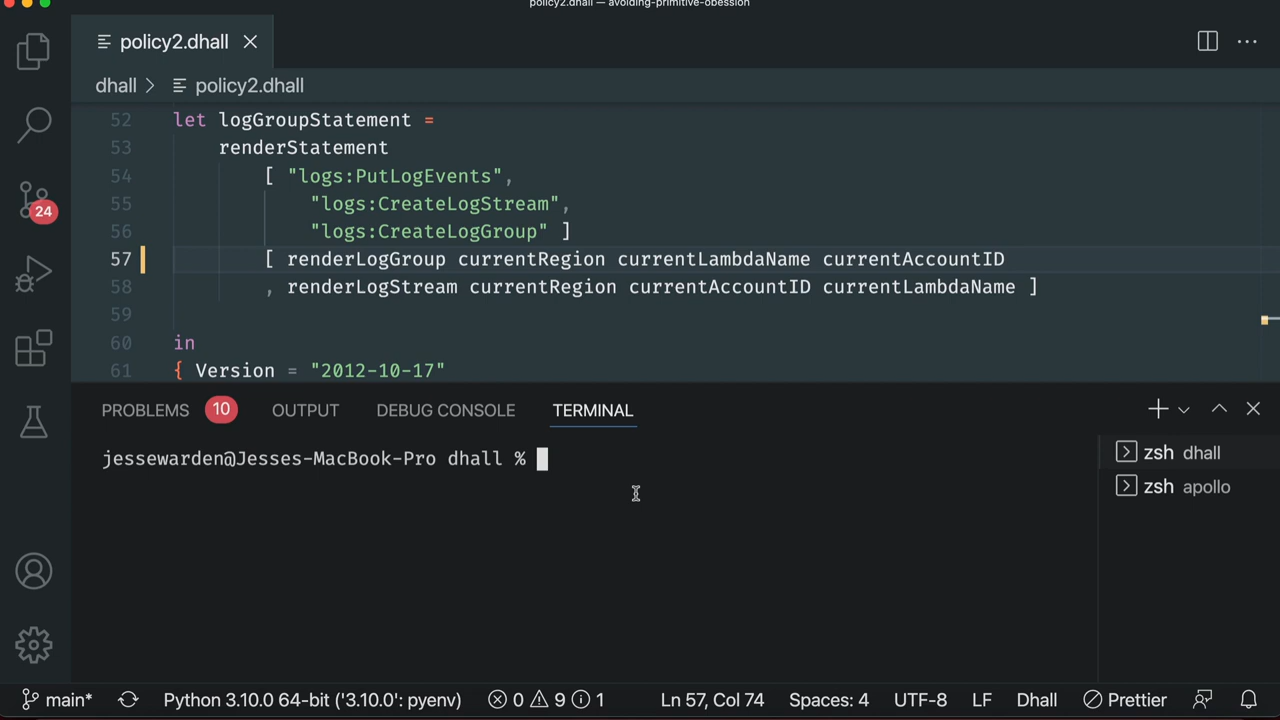 policy2.dhall — avoiding-primitive-obession
policy2.dhall
dhall > policy2.dhall
52 let logGroupStatement =
53 renderStatement
54 [ "logs:PutLogEvents",
55 "logs:CreateLogStream",
56 "logs:CreateLogGroup" ]
57 [ renderLogGroup currentRegion currentLambdaName currentAccountID
58 , renderLogStream currentRegion currentAccountID currentLambdaName ]
59
60 in
61 { Version = "2012-10-17"
24
PROBLEMS 10 OUTPUT DEBUG CONSOLE TERMINAL
jessewarden@Jesses-MacBook-Pro dhall %
zsh dhall
zsh apollo
main* Python 3.10.0 64-bit ('3.10.0': pyenv) 0 9 1 Ln 57, Col 74 Spaces: 4 UTF-8 LF Dhall Prettier